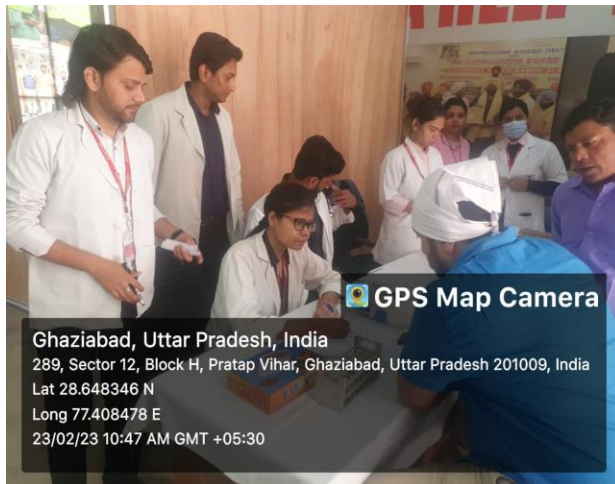 A HELP
GPS Map Camera
Ghaziabad, Uttar Pradesh, India
289, Sector 12, Block H, Pratap Vihar, Ghaziabad, Uttar Pradesh 201009, India
Lat 28.648346 N
Long 77.408478 E
23/02/23 10:47 AM GMT +05:30